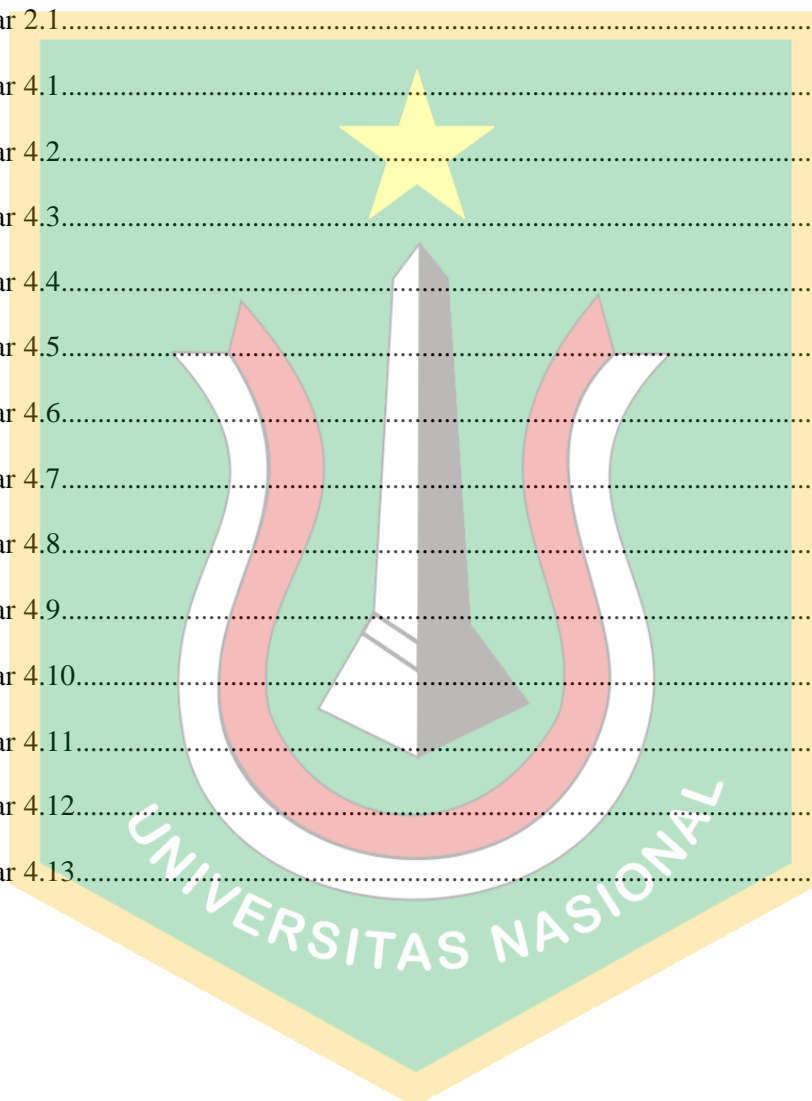 ar 2.1..........................................................................................
ar 4.1..........................................................................................
ar 4.2..........................................................................................
ar 4.3..........................................................................................
ar 4.4..........................................................................................
ar 4.5..........................................................................................
ar 4.6..........................................................................................
ar 4.7..........................................................................................
ar 4.8..........................................................................................
ar 4.9..........................................................................................
ar 4.10........................................................................................
ar 4.11........................................................................................
ar 4.12........................................................................................
ar 4.13........................................................................................
UNIVERSITAS NASIONAL